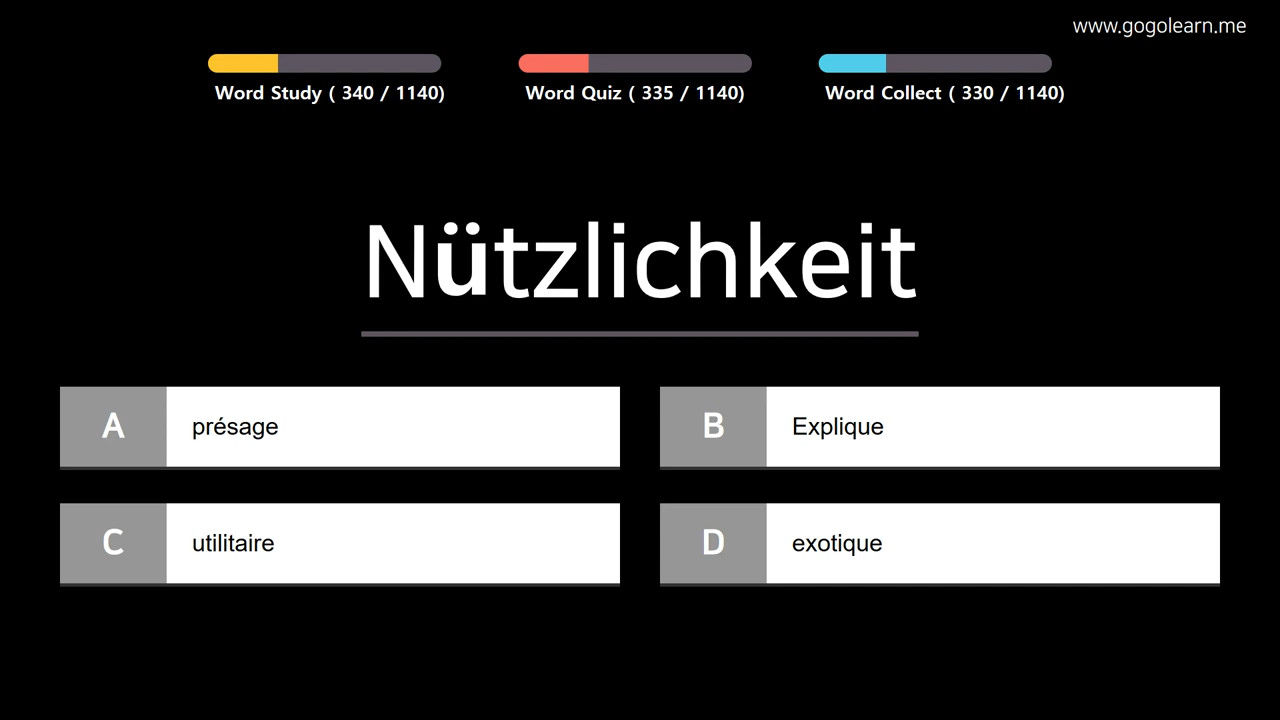 www.gogolearn.me
Word Study ( 340 / 1140)
Word Quiz ( 335 / 1140)
Word Collect ( 330 / 1140)
Nützlichkeit
A présage
B Explique
C utilitaire
D exotique